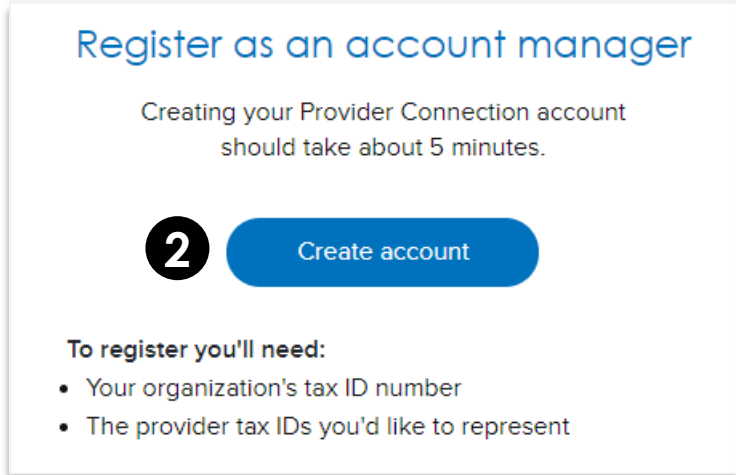 Register as an account manager
Creating your Provider Connection account
should take about 5 minutes.
2 Create account
To register you'll need:
• Your organization's tax ID number
• The provider tax IDs you'd like to represent